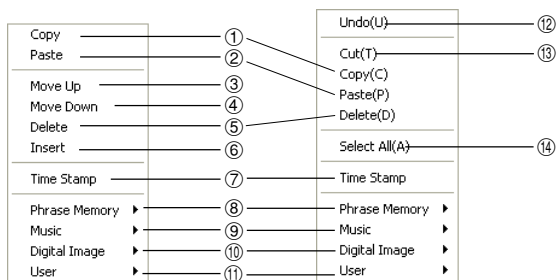 Copy
Paste
Move Up
Move Down
Delete
Insert
Time Stamp
Phrase Memory
Music
Digital Image
User
①
②
③
④
⑤
⑥
⑦
⑧
⑨
⑩
⑪
Undo(U)
Cut(T)
Copy(C)
Paste(P)
Delete(D)
Select All(A)
Time Stamp
Phrase Memory
Music
Digital Image
User
⑫
⑬
⑭